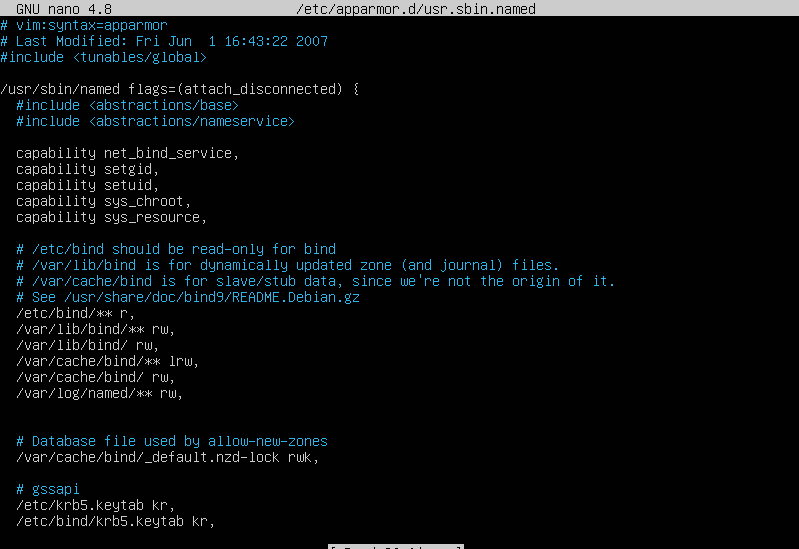 GNU nano 4.8 /etc/apparmor.d/usr.sbin.named
# vim:syntax=apparmor
# Last Modified: Fri Jun  1 16:43:22 2007
#include <tunables/global>

/usr/sbin/named flags=(attach_disconnected) {
  #include <abstractions/base>
  #include <abstractions/nameservice>

  capability net_bind_service,
  capability setgid,
  capability setuid,
  capability sys_chroot,
  capability sys_resource,

  # /etc/bind should be read-only for bind
  # /var/lib/bind is for dynamically updated zone (and journal) files.
  # /var/cache/bind is for slave/stub data, since we're not the origin of it.
  # See /usr/share/doc/bind9/README.Debian.gz
  /etc/bind/** r,
  /var/lib/bind/** rw,
  /var/lib/bind/ rw,
  /var/cache/bind/** lrw,
  /var/cache/bind/ rw,
  /var/log/named/** rw,

  # Database file used by allow-new-zones
  /var/cache/bind/_default.nzd-lock rwk,

  # gssapi
  /etc/krb5.keytab kr,
  /etc/bind/krb5.keytab kr,